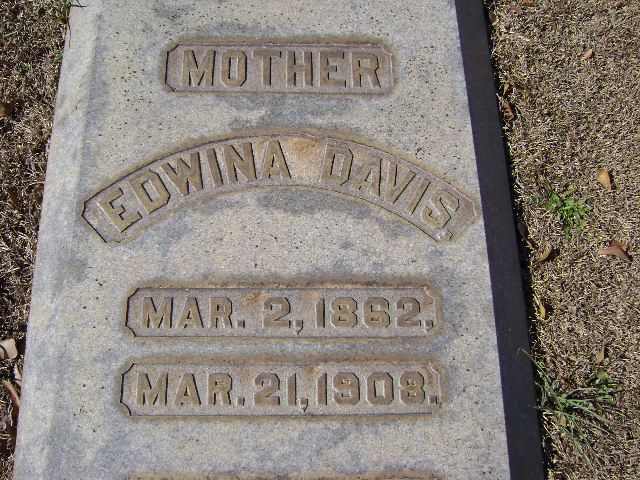 MOTHER
EDWINA DAVIS.
MAR. 2, 1862.
MAR. 21, 1908.